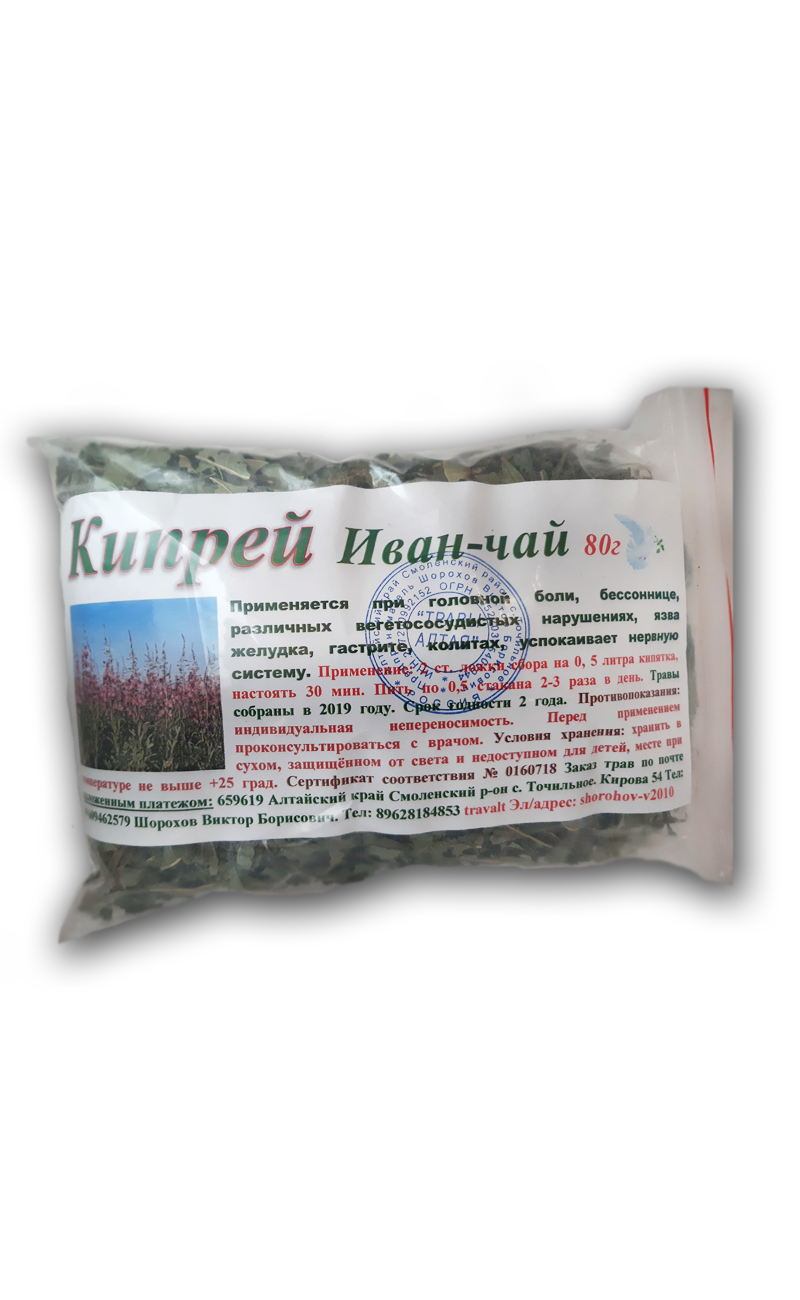 Кипрей Иван-чай 80г
Применяется при головной боли, бессоннице,
различных вегетососудистых нарушениях, язва
желудка, гастрите, колитах, успокаивает нервную
систему. Применение: ст. ложки сбора на 0, 5 литра кипятка,
настоять 30 мин. Пить по 0,5 стакана 2-3 раза в день. Травы
собраны в 2019 году. Срок годности 2 года. Противопоказания:
индивидуальная непереносимость. Перед применением
проконсультироваться с врачом. Условия хранения: хранить в
сухом, защищённом от света и недоступном для детей, месте при
температуре не выше +25 град. Сертификат соответствия № 0160718 Заказ трав по почте
платежом: 659619 Алтайский край Смоленский р-он с. Точильное. Кирова 54 Тел:
09462579 Шорохов Виктор Борисович. Тел: 89628184853 travalt Эл/адрес: shorohov-v2010
"ТРАВЫ
АЛТАЯ"